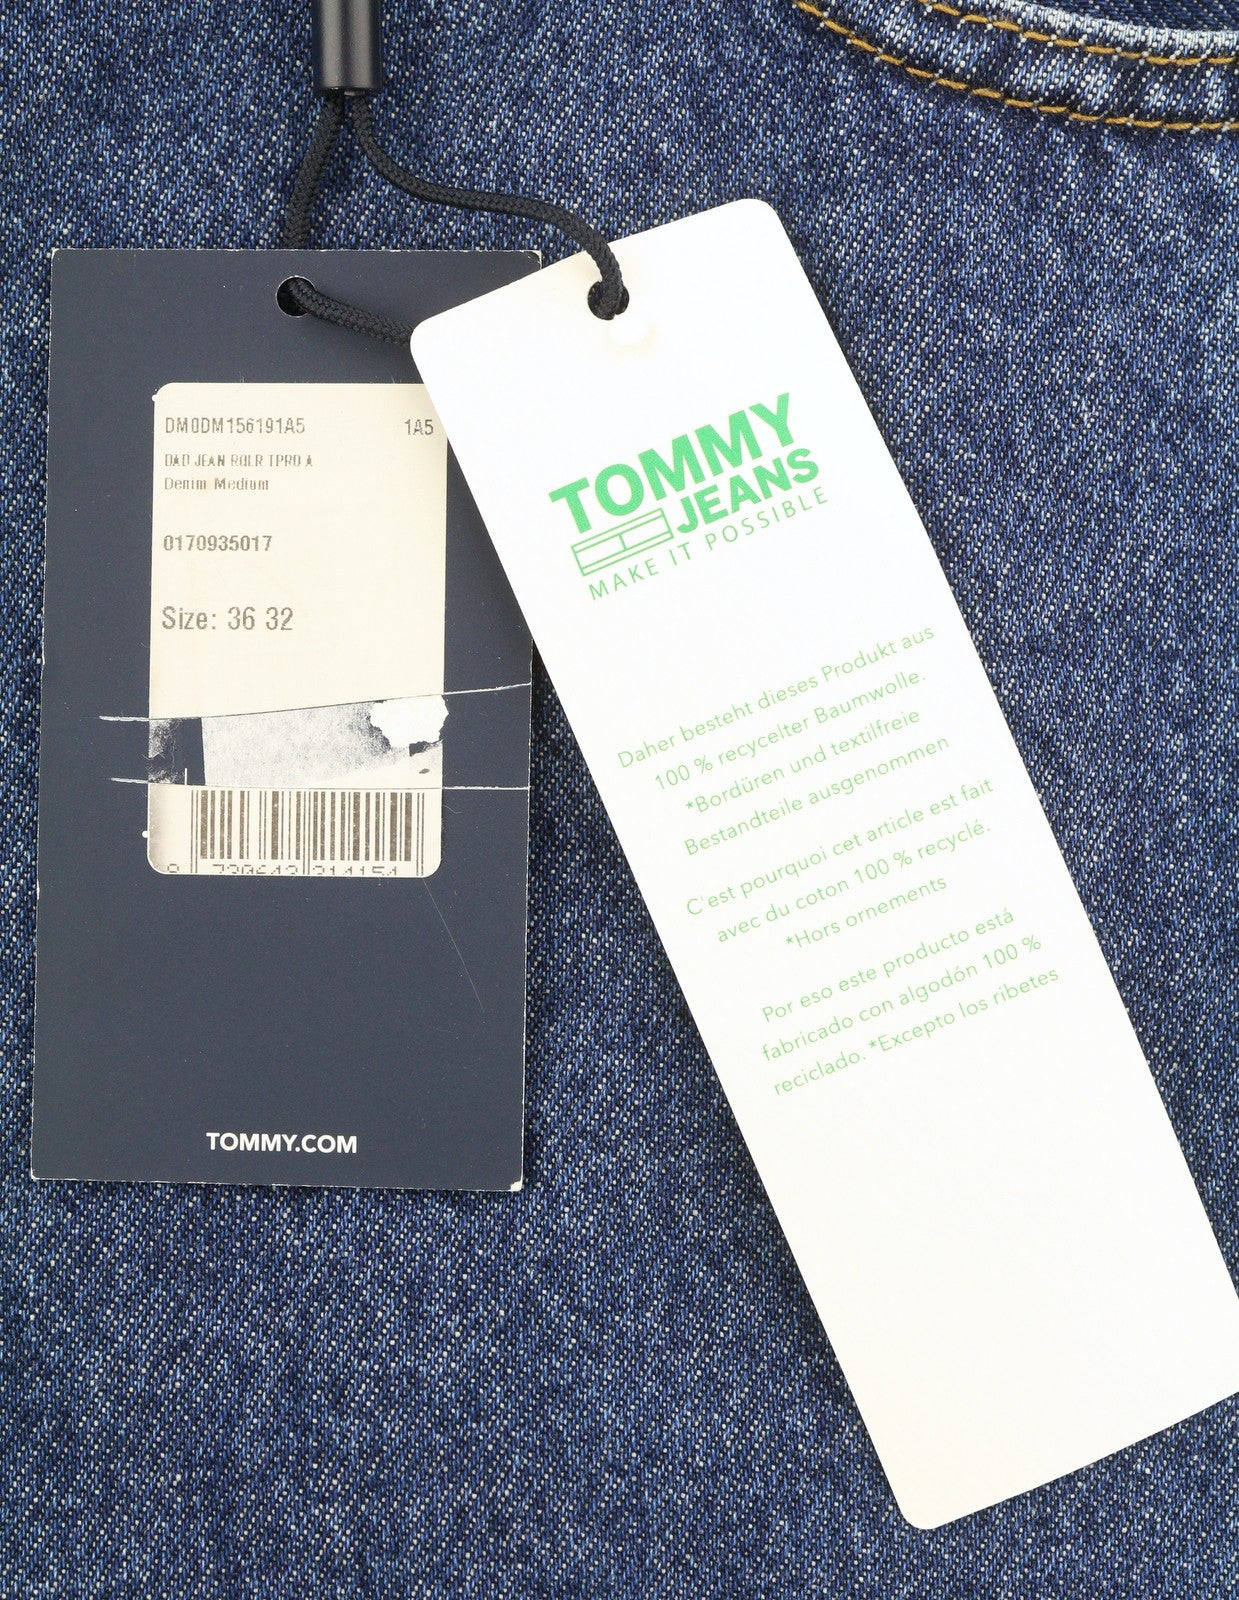 DM0DM156191A5 1A5
DAD JEAN RGLR TPRD A
Denim Medium
0170935017
Size: 36 32
TOMMY.COM
TOMMY
JEANS
MAKE IT POSSIBLE
Daher besteht dieses Produkt aus
100 % recycelter Baumwolle.
*Bordüren und textilfreie
Bestandteile ausgenommen
C'est pourquoi cet article est fait
avec du coton 100 % recyclé.
*Hors ornements
Por eso este producto está
fabricado con algodón 100 %
reciclado. *Excepto los ribetes